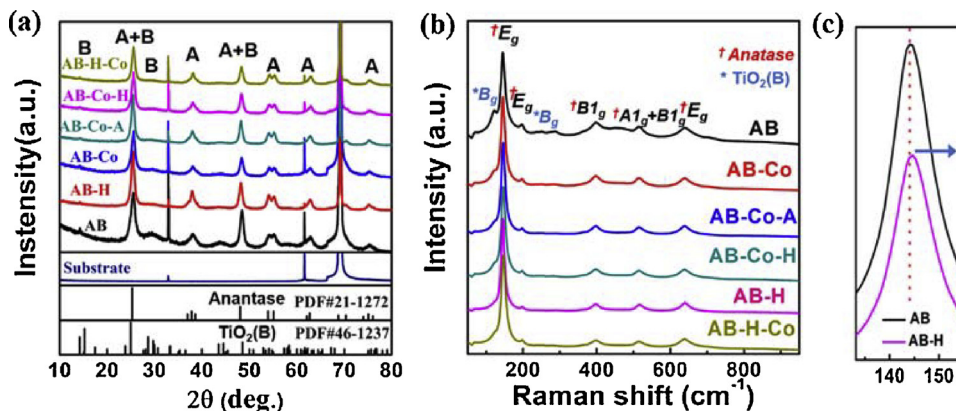 (a)
Instensity(a.u.)
B
A+B
B
A
A+B
A
A
A
AB-H-Co
AB-Co-H
AB-Co-A
AB-Co
AB-H
AB
Substrate
Anantase PDF#21-1272
TiO2(B) PDF#46-1237
10 20 30 40 50 60 70 80
2θ (deg.)
(b)
Intensity (a.u.)
†Eg
† Anatase
* TiO2(B)
*Bg
†Eg
*Bg
†B1g
†A1g+B1g
†Eg
AB
AB-Co
AB-Co-A
AB-Co-H
AB-H
AB-H-Co
200 400 600 800
Raman shift (cm-1)
(c)
AB
AB-H
140 150